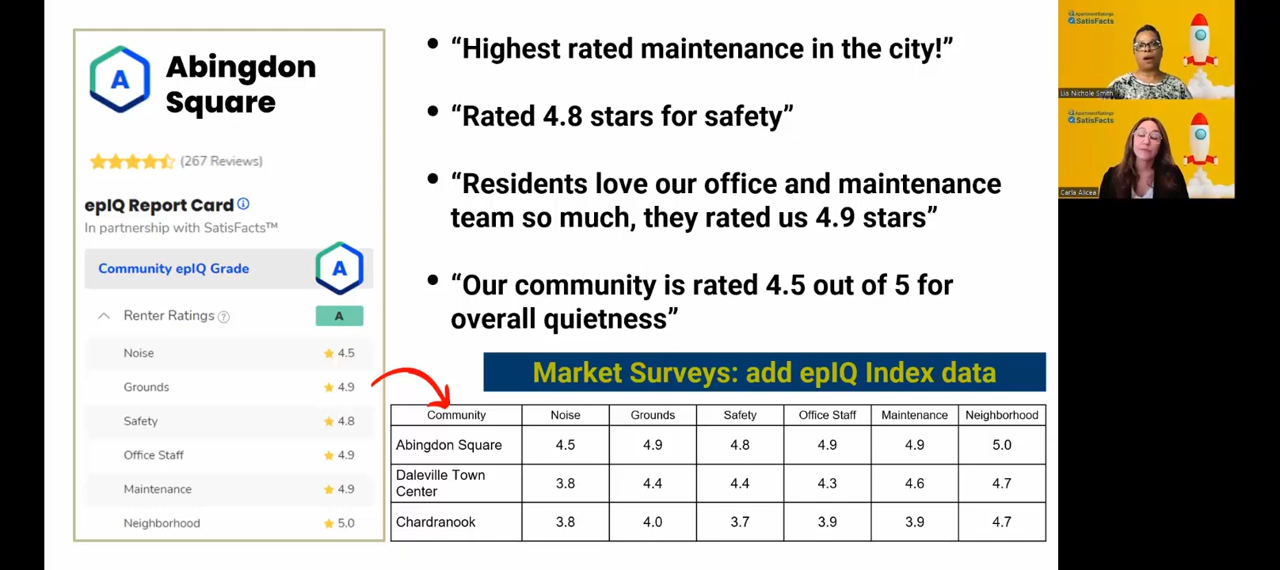 A
Abingdon
Square
(267 Reviews)
epIQ Report Card
In partnership with SatisFacts™
Community epIQ Grade
A
Renter Ratings
A
Noise 4.5
Grounds 4.9
Safety 4.8
Office Staff 4.9
Maintenance 4.9
Neighborhood 5.0
• “Highest rated maintenance in the city!”
• “Rated 4.8 stars for safety”
• “Residents love our office and maintenance
team so much, they rated us 4.9 stars”
• “Our community is rated 4.5 out of 5 for
overall quietness”
Market Surveys: add epIQ Index data
Community Noise Grounds Safety Office Staff Maintenance Neighborhood
Abingdon Square 4.5 4.9 4.8 4.9 4.9 5.0
Daleville Town
Center 3.8 4.4 4.4 4.3 4.6 4.7
Chardranook 3.8 4.0 3.7 3.9 3.9 4.7
ApartmentRatings
SatisFacts
Lia Nichole Smith
ApartmentRatings
SatisFacts
Carla Alicea